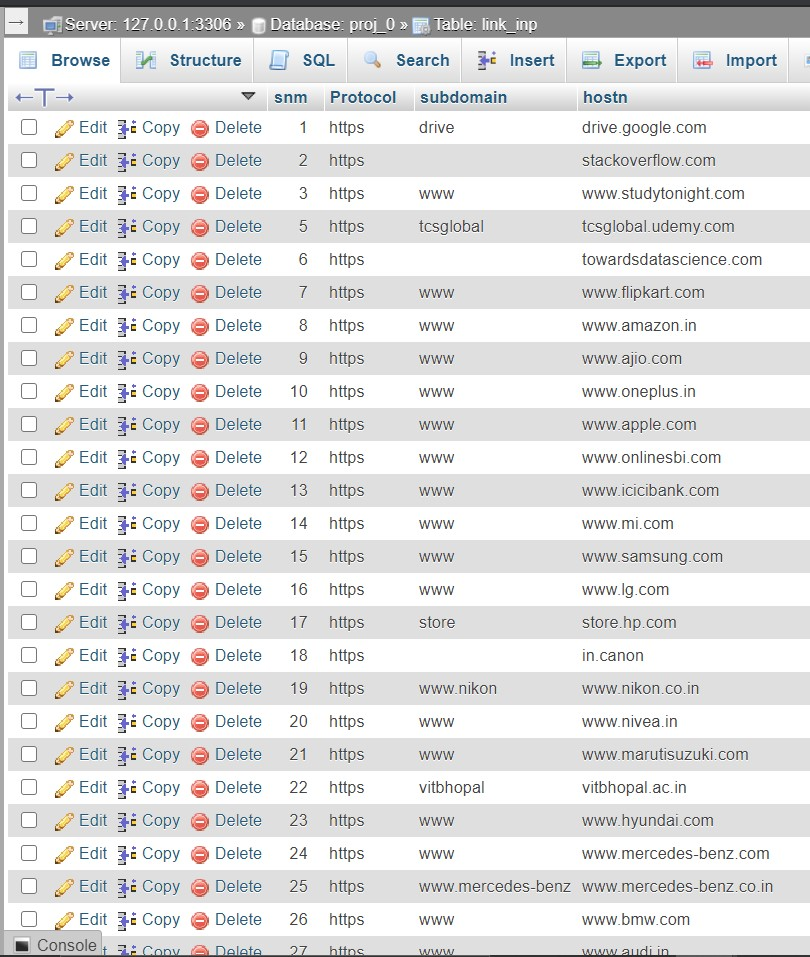 Server: 127.0.0.1:3306 » Database: proj_0 » Table: link_inp
Browse Structure SQL Search Insert Export Import
snm Protocol subdomain hostn
Edit Copy Delete 1 https drive drive.google.com
Edit Copy Delete 2 https stackoverflow.com
Edit Copy Delete 3 https www www.studytonight.com
Edit Copy Delete 5 https tcsglobal tcsglobal.udemy.com
Edit Copy Delete 6 https towardsdatascience.com
Edit Copy Delete 7 https www www.flipkart.com
Edit Copy Delete 8 https www www.amazon.in
Edit Copy Delete 9 https www www.ajio.com
Edit Copy Delete 10 https www www.oneplus.in
Edit Copy Delete 11 https www www.apple.com
Edit Copy Delete 12 https www www.onlinesbi.com
Edit Copy Delete 13 https www www.icicibank.com
Edit Copy Delete 14 https www www.mi.com
Edit Copy Delete 15 https www www.samsung.com
Edit Copy Delete 16 https www www.lg.com
Edit Copy Delete 17 https store store.hp.com
Edit Copy Delete 18 https in.canon
Edit Copy Delete 19 https www.nikon www.nikon.co.in
Edit Copy Delete 20 https www www.nivea.in
Edit Copy Delete 21 https www www.marutisuzuki.com
Edit Copy Delete 22 https vitbhopal vitbhopal.ac.in
Edit Copy Delete 23 https www www.hyundai.com
Edit Copy Delete 24 https www www.mercedes-benz.com
Edit Copy Delete 25 https www.mercedes-benz www.mercedes-benz.co.in
Edit Copy Delete 26 https www www.bmw.com
Console Copy Delete 27 https www www.audi.in